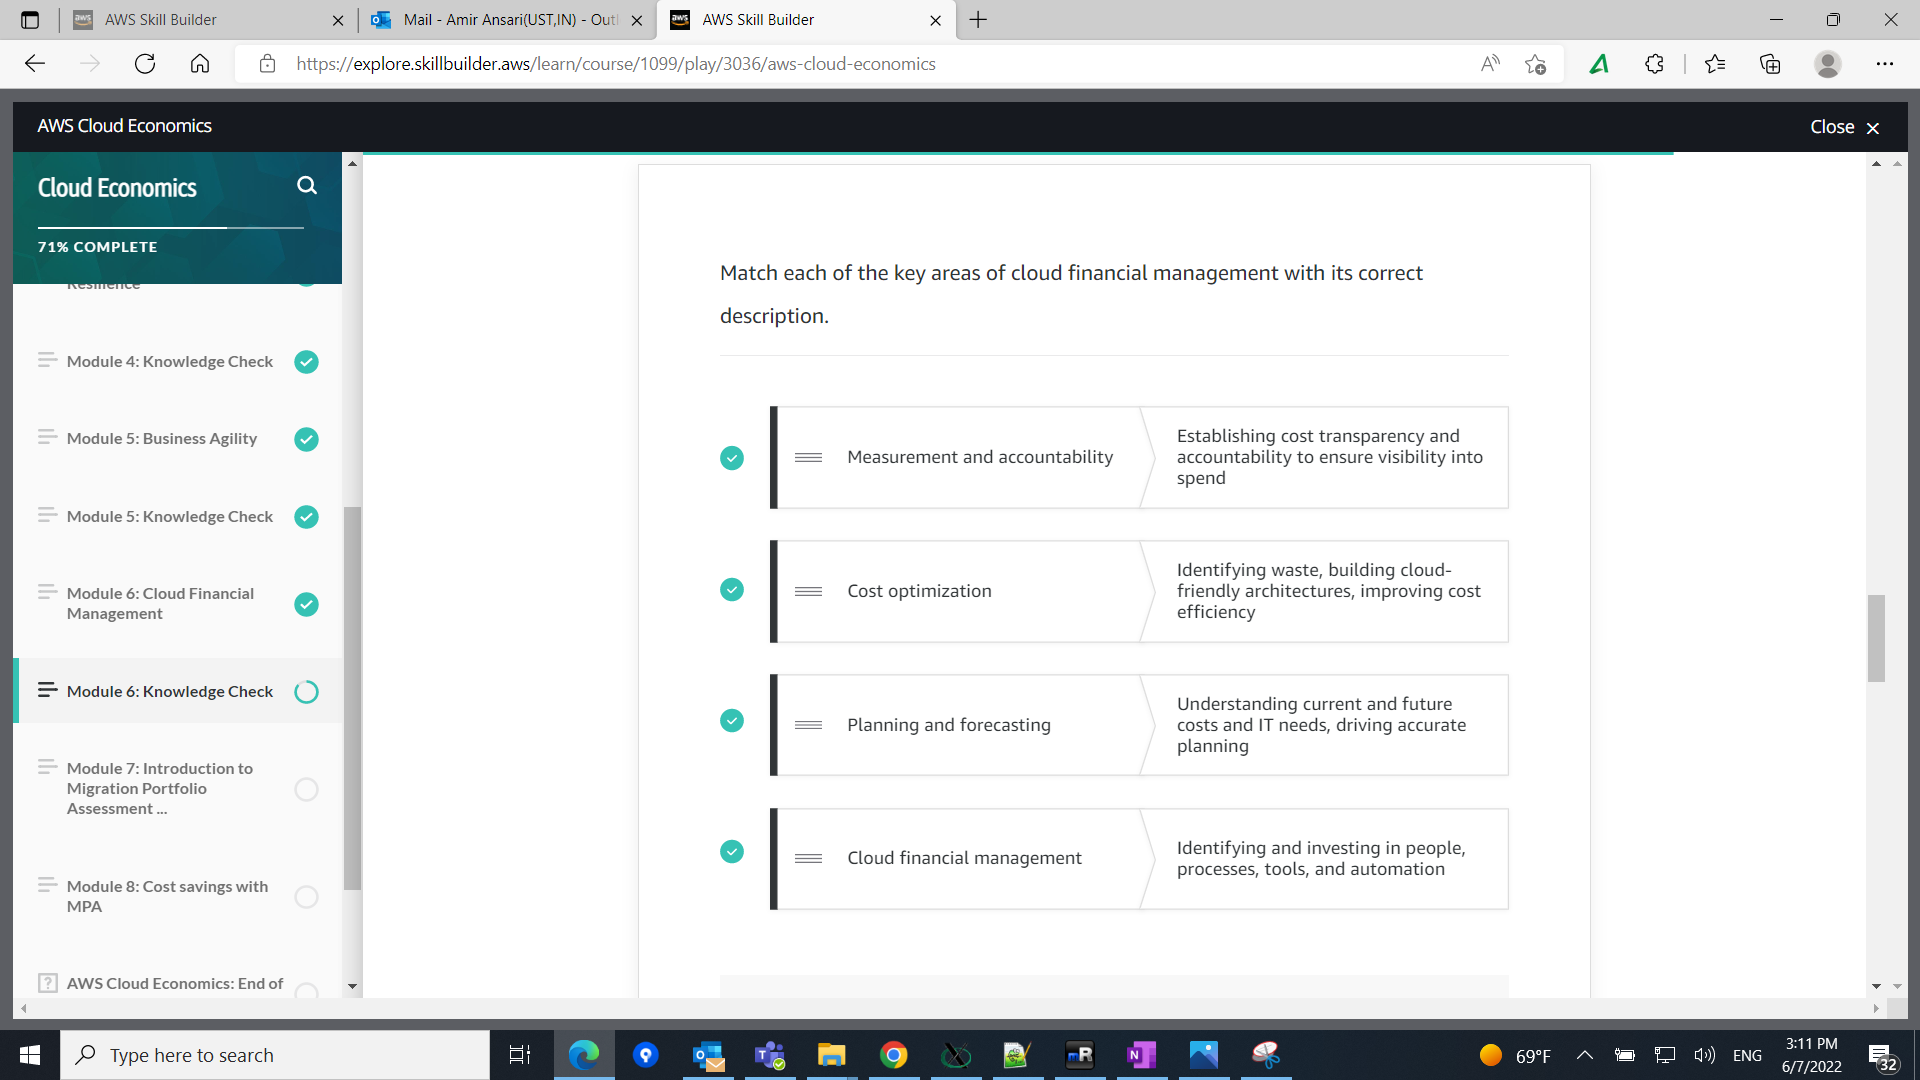 AWS Skill Builder
Mail - Amir Ansari(UST,IN) - Outl
AWS Skill Builder
https://explore.skillbuilder.aws/learn/course/1099/play/3036/aws-cloud-economics
AWS Cloud Economics
Close
Cloud Economics
71% COMPLETE
Resilience
Module 4: Knowledge Check
Module 5: Business Agility
Module 5: Knowledge Check
Module 6: Cloud Financial
Management
Module 6: Knowledge Check
Module 7: Introduction to
Migration Portfolio
Assessment ...
Module 8: Cost savings with
MPA
AWS Cloud Economics: End of
Match each of the key areas of cloud financial management with its correct
description.
Measurement and accountability
Establishing cost transparency and
accountability to ensure visibility into
spend
Cost optimization
Identifying waste, building cloud-
friendly architectures, improving cost
efficiency
Planning and forecasting
Understanding current and future
costs and IT needs, driving accurate
planning
Cloud financial management
Identifying and investing in people,
processes, tools, and automation
Type here to search
69°F
ENG
3:11 PM
6/7/2022
32